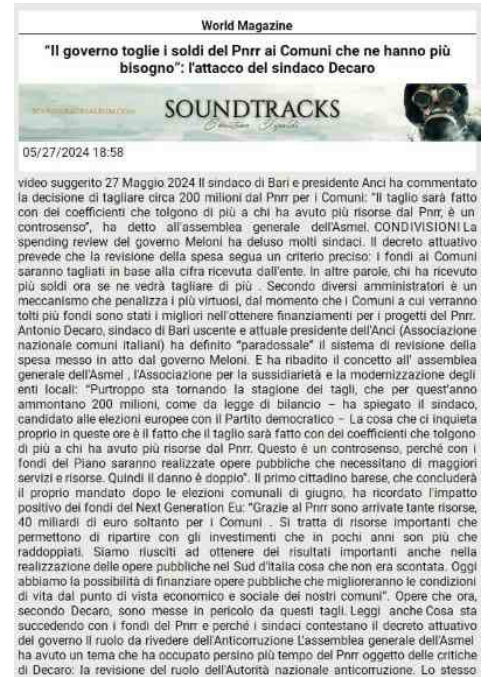 World Magazine
"Il governo toglie i soldi del Pnrr ai Comuni che ne hanno più
bisogno": l'attacco del sindaco Decaro
SOUNDTRACKS
05/27/2024 18:58
video suggerito 27 Maggio 2024 Il sindaco di Bari e presidente Anci ha commentato
la decisione di tagliare circa 200 milioni dal Pnrr per i Comuni: "Il taglio sarà fatto
con dei coefficienti che tolgono di più a chi ha avuto più risorse dal Pnrr, è un
controsenso", ha detto all'assemblea generale dell'Asmel. CONDIVISIONI La
spending review del governo Meloni ha deluso molti sindaci. Il decreto attuativo
prevede che la revisione della spesa segua un criterio preciso: i fondi ai Comuni
saranno tagliati in base alla cifra ricevuta dall'ente. In altre parole, chi ha ricevuto
più soldi ora se ne vedrà tagliare di più . Secondo diversi amministratori è un
meccanismo che penalizza i più virtuosi, dal momento che i Comuni a cui verranno
tolti più fondi sono stati i migliori nell'ottenere finanziamenti per i progetti del Pnrr.
Antonio Decaro, sindaco di Bari uscente e attuale presidente dell'Anci (Associazione
nazionale comuni italiani) ha definito "paradossale" il sistema di revisione della
spesa messo in atto dal governo Meloni. E ha ribadito il concetto all' assemblea
generale dell'Asmel , l'Associazione per la sussidiarietà e la modernizzazione degli
enti locali: "Purtroppo sta tornando la stagione dei tagli, che per quest'anno
ammontano 200 milioni, come da legge di bilancio – ha spiegato il sindaco,
candidato alle elezioni europee con il Partito democratico – La cosa che ci inquieta
proprio in queste ore è il fatto che il taglio sarà fatto con dei coefficienti che tolgono
di più a chi ha avuto più risorse dal Pnrr. Questo è un controsenso, perché con i
fondi del Piano saranno realizzate opere pubbliche che necessitano di maggiori
servizi e risorse. Quindi il danno è doppio". Il primo cittadino barese, che concluderà
il proprio mandato dopo le elezioni comunali di giugno, ha ricordato l'impatto
positivo dei fondi del Next Generation Eu: "Grazie al Pnrr sono arrivate tante risorse,
40 miliardi di euro soltanto per i Comuni . Si tratta di risorse importanti che
permettono di ripartire con gli investimenti che in pochi anni son più che
raddoppiati. Siamo riusciti ad ottenere dei risultati importanti anche nella
realizzazione delle opere pubbliche nel Sud d'Italia cosa che non era scontata. Oggi
abbiamo la possibilità di finanziare opere pubbliche che miglioreranno le condizioni
di vita dal punto di vista economico e sociale dei nostri comuni". Opere che ora,
secondo Decaro, sono messe in pericolo da questi tagli. Leggi anche Cosa sta
succedendo con i fondi del Pnrr e perché i sindaci contestano il decreto attuativo
del governo Il ruolo da rivedere dell'Anticorruzione L'assemblea generale dell'Asmel
ha avuto un tema che ha occupato persino più tempo del Pnrr oggetto delle critiche
di Decaro: la revisione del ruolo dell'Autorità nazionale anticorruzione. Lo stesso